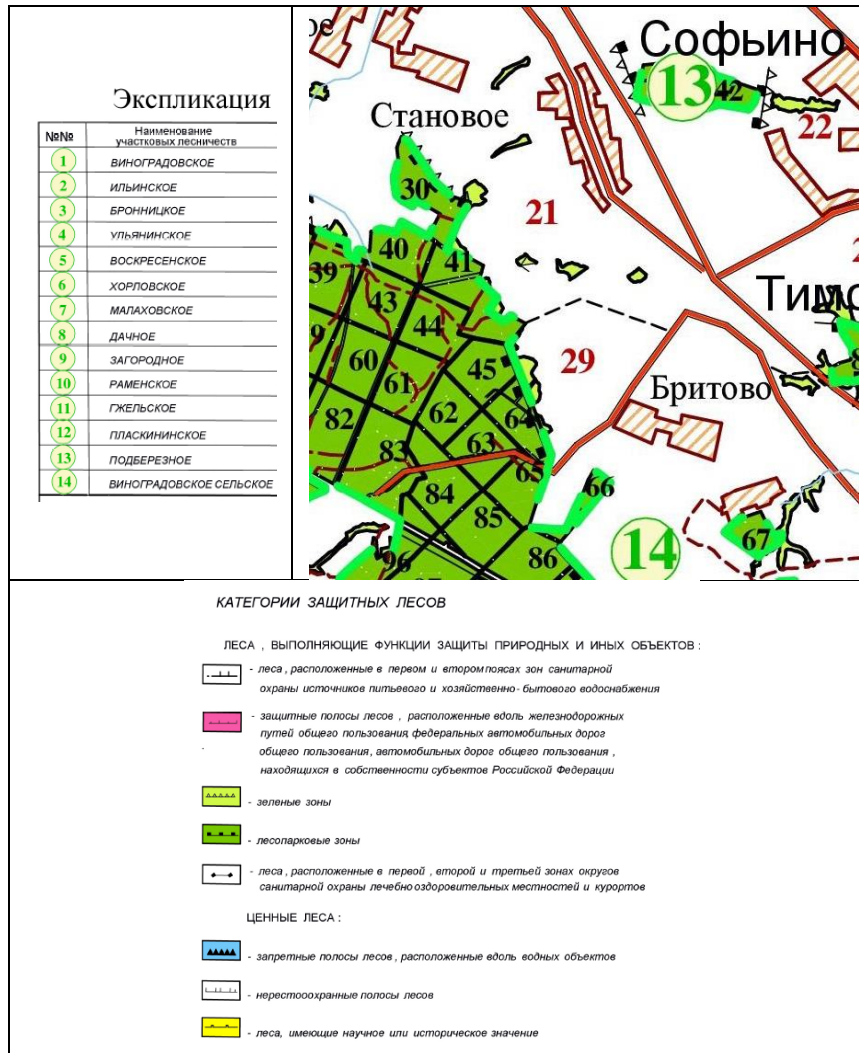 Экспликация
№№
Наименование
участковых лесничеств
1 ВИНОГРАДОВСКОЕ
2 ИЛЬИНСКОЕ
3 БРОННИЦКОЕ
4 УЛЬЯНИНСКОЕ
5 ВОСКРЕСЕНСКОЕ
6 ХОРЛОВСКОЕ
7 МАЛАХОВСКОЕ
8 ДАЧНОЕ
9 ЗАГОРОДНОЕ
10 РАМЕНСКОЕ
11 ГЖЕЛЬСКОЕ
12 ПЛАСКИНИНСКОЕ
13 ПОДБЕРЕЗНОЕ
14 ВИНОГРАДОВСКОЕ СЕЛЬСКОЕ
ое
Софьино
13
42
Становое
22
30
21
40
41
39
43
44
Тимо
45
29
60
61
Бритово
62
64
82
63
83
65
66
84
85
67
86
14
96
КАТЕГОРИИ ЗАЩИТНЫХ ЛЕСОВ
ЛЕСА , ВЫПОЛНЯЮЩИЕ ФУНКЦИИ ЗАЩИТЫ ПРИРОДНЫХ И ИНЫХ ОБЪЕКТОВ :
- леса , расположенные в первом и втором поясах зон санитарной
охраны источников питьевого и хозяйственно- бытового водоснабжения
- защитные полосы лесов , расположенные вдоль железнодорожных
путей общего пользования, федеральных автомобильных дорог
общего пользования, автомобильных дорог общего пользования ,
находящихся в собственности субъектов Российской Федерации
- зеленые зоны
- лесопарковые зоны
- леса , расположенные в первой , второй и третьей зонах округов
санитарной охраны лечебно оздоровительных местностей и курортов
ЦЕННЫЕ ЛЕСА :
- запретные полосы лесов , расположенные вдоль водных объектов
- нерестооохранные полосы лесов
- леса, имеющие научное или историческое значение